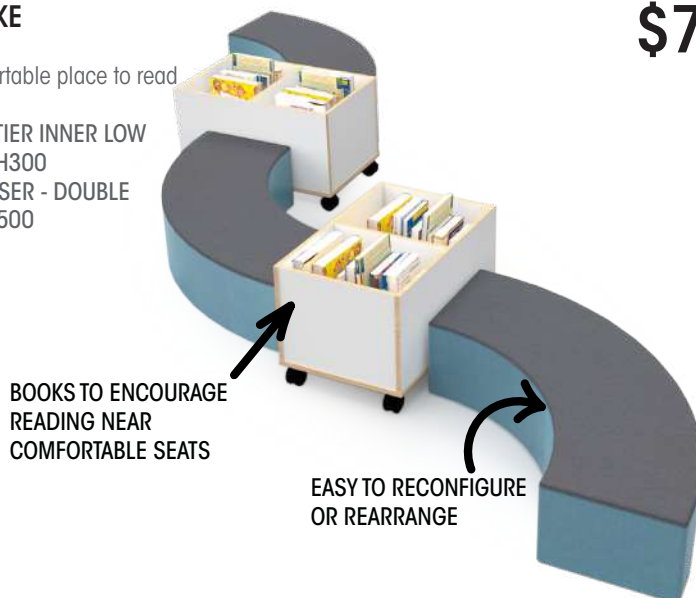 KE
$7
rtable place to read
TIER INNER LOW
H300
SER - DOUBLE
500
BOOKS TO ENCOURAGE
READING NEAR
COMFORTABLE SEATS
EASY TO RECONFIGURE
OR REARRANGE